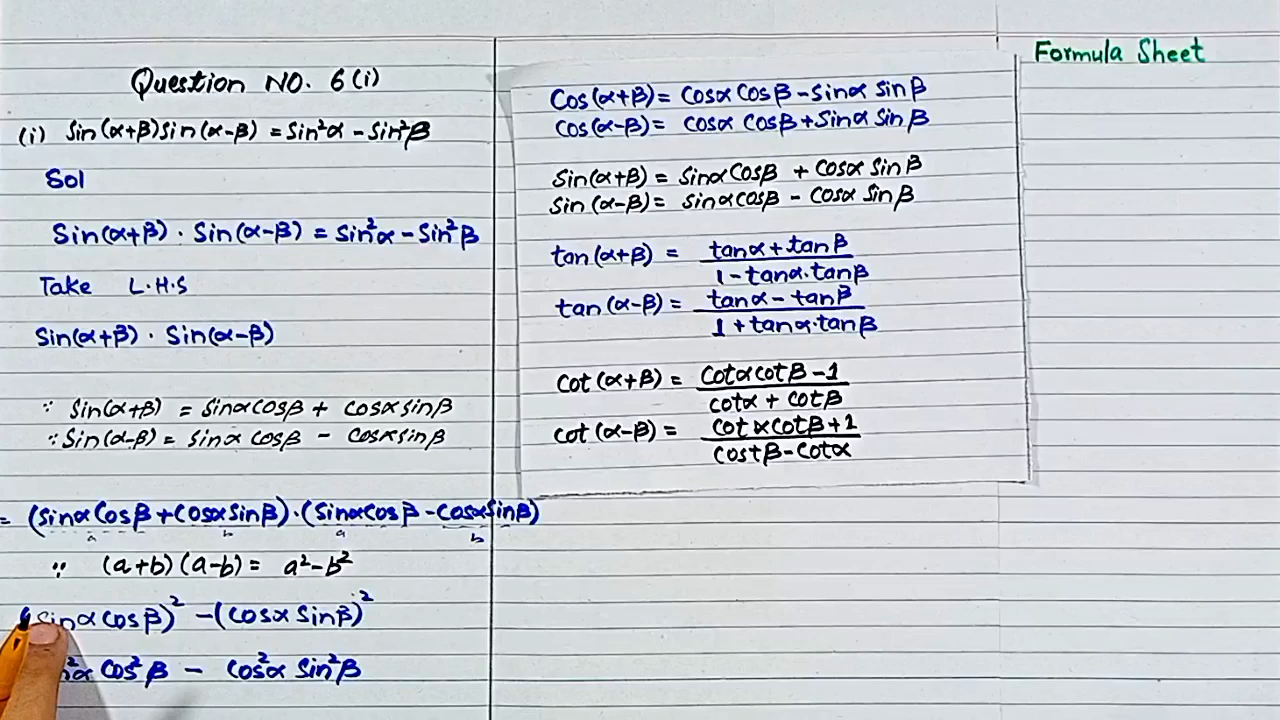 Question NO. 6(i)
(i) Sin(α+β)Sin(α-β) = Sin²α - Sin²β
Sol
Sin(α+β) · Sin(α-β) = Sin²α - Sin²β
Take L.H.S
Sin(α+β) · Sin(α-β)
∵ Sin(α+β) = Sinα Cosβ + Cosα Sinβ
∵ Sin(α-β) = Sinα Cosβ - Cosα Sinβ
= (Sinα Cosβ + Cosα Sinβ) · (Sinα Cosβ - Cosα Sinβ)
a b a b
∵ (a+b) (a-b) = a² - b²
Sinα Cosβ)² - (Cosα Sinβ)²
²α Cos²β - Cos²α Sin²β
Cos(α+β) = Cosα Cosβ - Sinα Sinβ
Cos(α-β) = Cosα Cosβ + Sinα Sinβ
Sin(α+β) = Sinα Cosβ + Cosα Sinβ
Sin(α-β) = Sinα Cosβ - Cosα Sinβ
tan(α+β) = tanα + tanβ
1 - tanα.tanβ
tan(α-β) = tanα - tanβ
1 + tanα.tanβ
Cot(α+β) = Cotα cotβ - 1
cotα + cotβ
cot(α-β) = cotα cotβ + 1
costβ - cotα
Formula Sheet